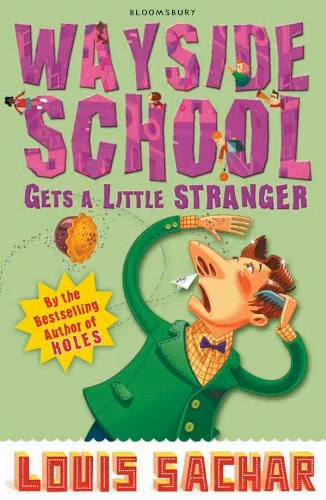 BLOOMSBURY
WAYSIDE
SCHOOL
GETS A LITTLE STRANGER
By the
Bestselling
Author of
HOLES
LOUIS SACHAR